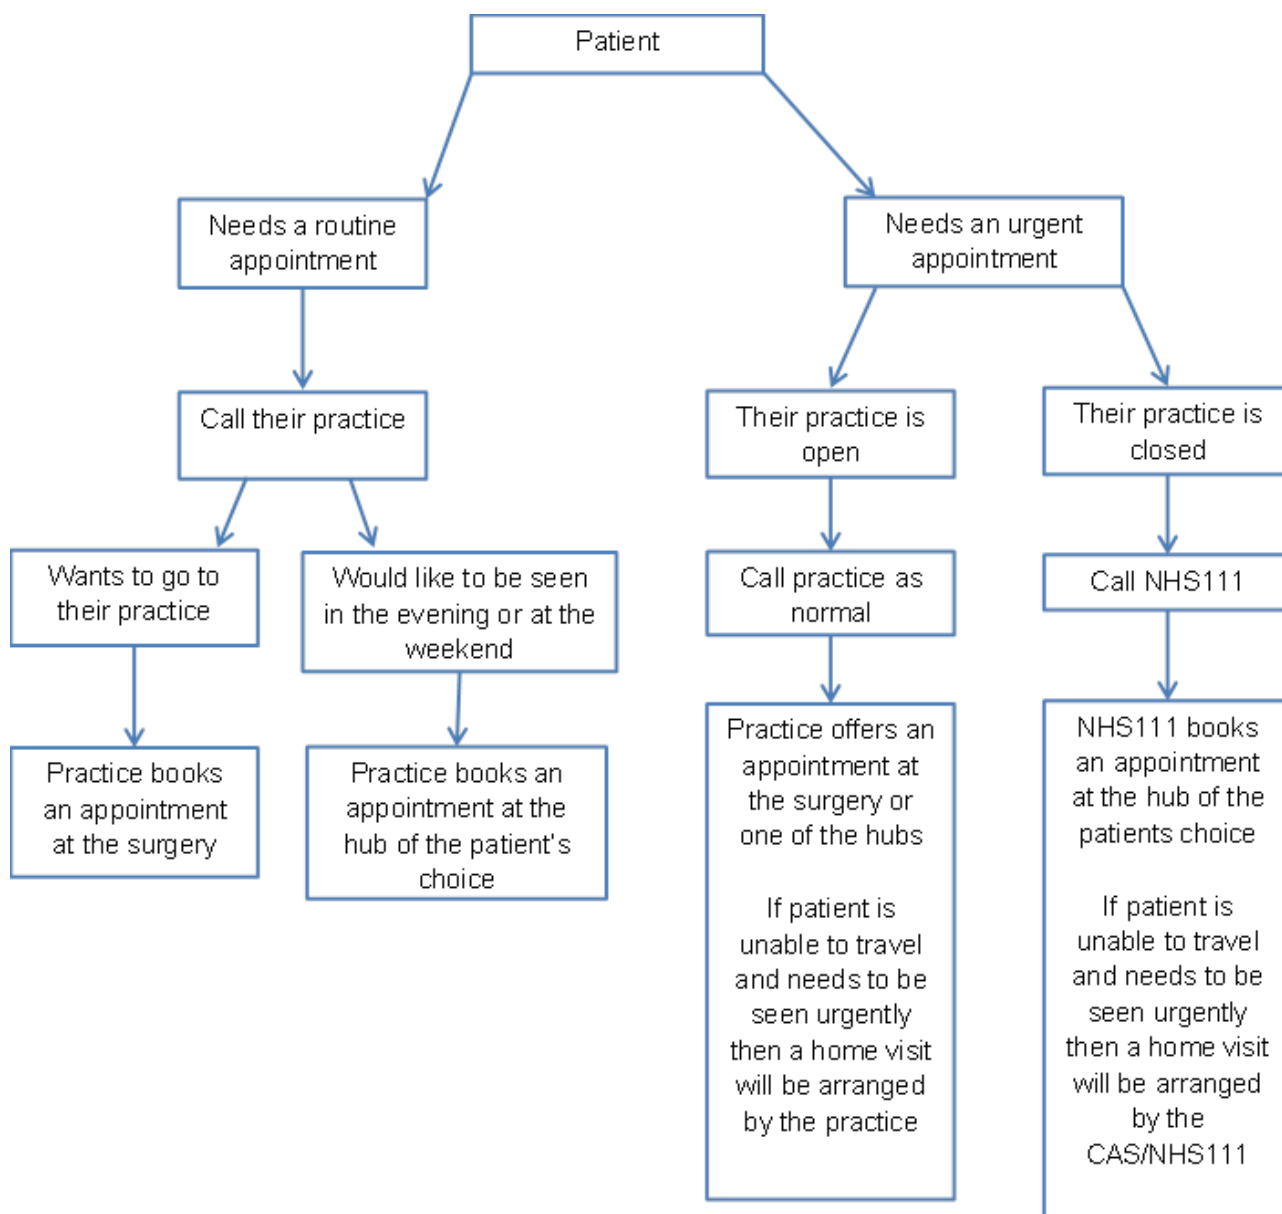 Patient
Needs a routine
appointment
Needs an urgent
appointment
Call their practice
Their practice is
open
Their practice is
closed
Wants to go to
their practice
Would like to be seen
in the evening or at the
weekend
Call practice as
normal
Call NHS111
Practice books
an appointment
at the surgery
Practice books an
appointment at the
hub of the patient's
choice
Practice offers an
appointment at
the surgery or
one of the hubs
If patient is
unable to travel
and needs to be
seen urgently
then a home visit
will be arranged
by the practice
NHS111 books
an appointment
at the hub of the
patients choice
If patient is
unable to travel
and needs to be
seen urgently
then a home visit
will be arranged
by the
CAS/NHS111